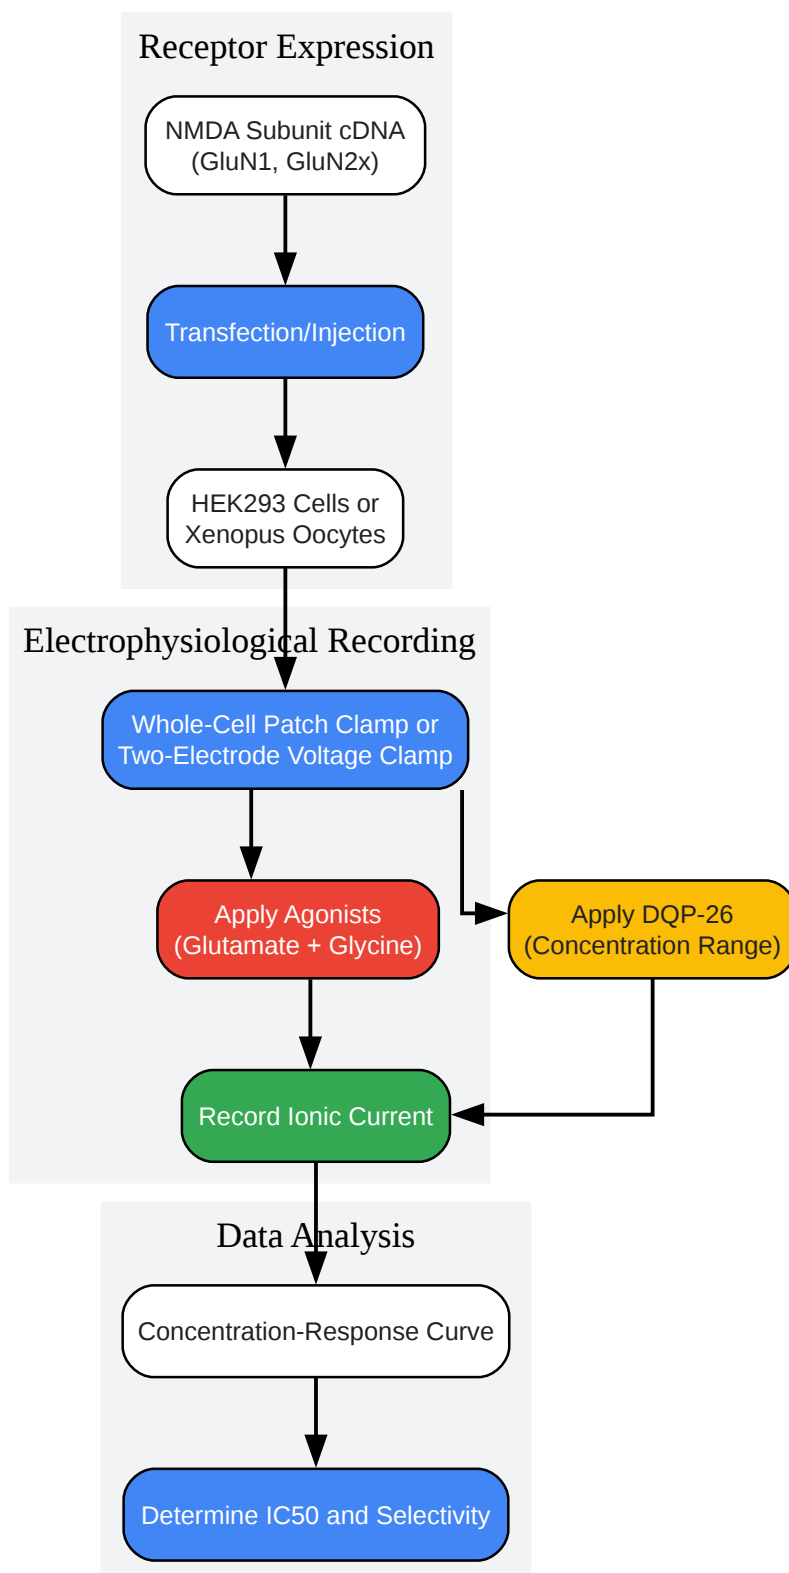 Receptor Expression
NMDA Subunit cDNA
(GluN1, GluN2x)
Transfection/Injection
HEK293 Cells or
Xenopus Oocytes
Electrophysiological Recording
Whole-Cell Patch Clamp or
Two-Electrode Voltage Clamp
Apply Agonists
(Glutamate + Glycine)
Apply DQP-26
(Concentration Range)
Record Ionic Current
Data Analysis
Concentration-Response Curve
Determine IC50 and Selectivity